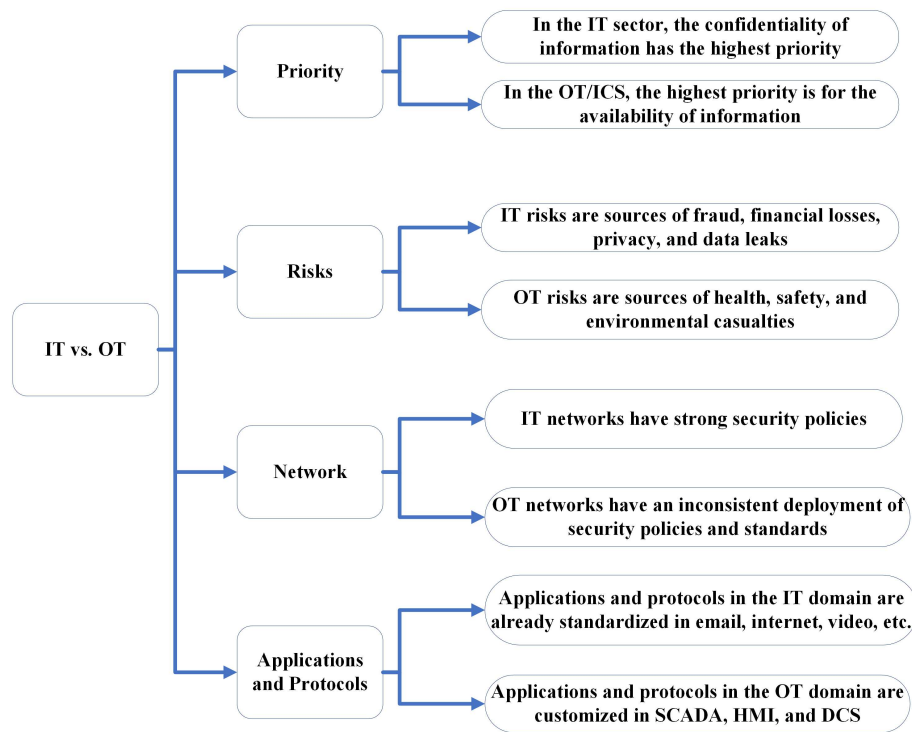 IT vs. OT
Priority
In the IT sector, the confidentiality of
information has the highest priority
In the OT/ICS, the highest priority is for the
availability of information
Risks
IT risks are sources of fraud, financial losses,
privacy, and data leaks
OT risks are sources of health, safety, and
environmental casualties
Network
IT networks have strong security policies
OT networks have an inconsistent deployment of
security policies and standards
Applications
and Protocols
Applications and protocols in the IT domain are
already standardized in email, internet, video, etc.
Applications and protocols in the OT domain are
customized in SCADA, HMI, and DCS